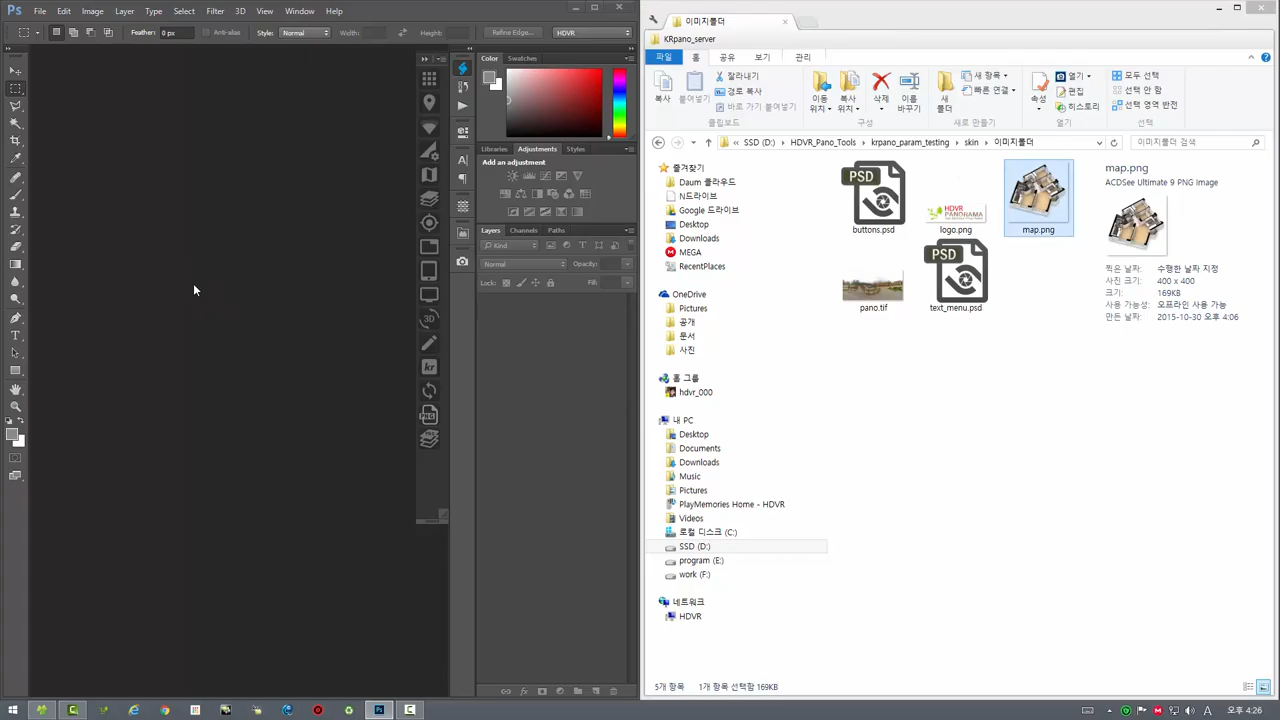 Ps File Edit Image Layer Type Select Filter 3D View Window Help
Feather: 0 px Anti-alias Style: Normal Width: Height: Refine Edge... HDVR
Color Swatches
Libraries Adjustments Styles
Add an adjustment
Layers Channels Paths
Kind
Normal Opacity:
Lock: Fill:
3D
kr
PNG
fx
이미지폴더
KRpano_server
파일 홈 공유 보기 관리
복사 붙여넣기
잘라내기
경로 복사
바로 가기 붙여넣기
클립보드
이동 위치 복사 위치 삭제 이름 바꾸기
구성
새 폴더
새 항목
빠른 연결
새로 만들기
속성
열기
편집
히스토리
열기
모두 선택
선택 안 함
선택 영역 반전
선택
« SSD (D:) HDVR_Pano_Tools krpano_param_testing skin 이미지폴더
이미지폴더 검색
즐겨찾기
Daum 클라우드
N드라이브
Google 드라이브
Desktop
Downloads
MEGA
RecentPlaces
OneDrive
Pictures
공개
문서
사진
홈 그룹
hdvr_000
내 PC
Desktop
Documents
Downloads
Music
Pictures
PlayMemories Home - HDVR
Videos
로컬 디스크 (C:)
SSD (D:)
program (E:)
work (F:)
네트워크
HDVR
PSD
buttons.psd
HDVR
PANORAMA
logo.png
map.png
pano.tif
PSD
text_menu.psd
map.png
ACDSee Ultimate 9 PNG Image
찍은 날짜: 수행한 날짜 지정
사진 크기: 400 x 400
크기: 169KB
사용 가능성: 오프라인 사용 가능
만든 날짜: 2015-10-30 오후 4:06
5개 항목 1개 항목 선택함 169KB
A 오후 4:26